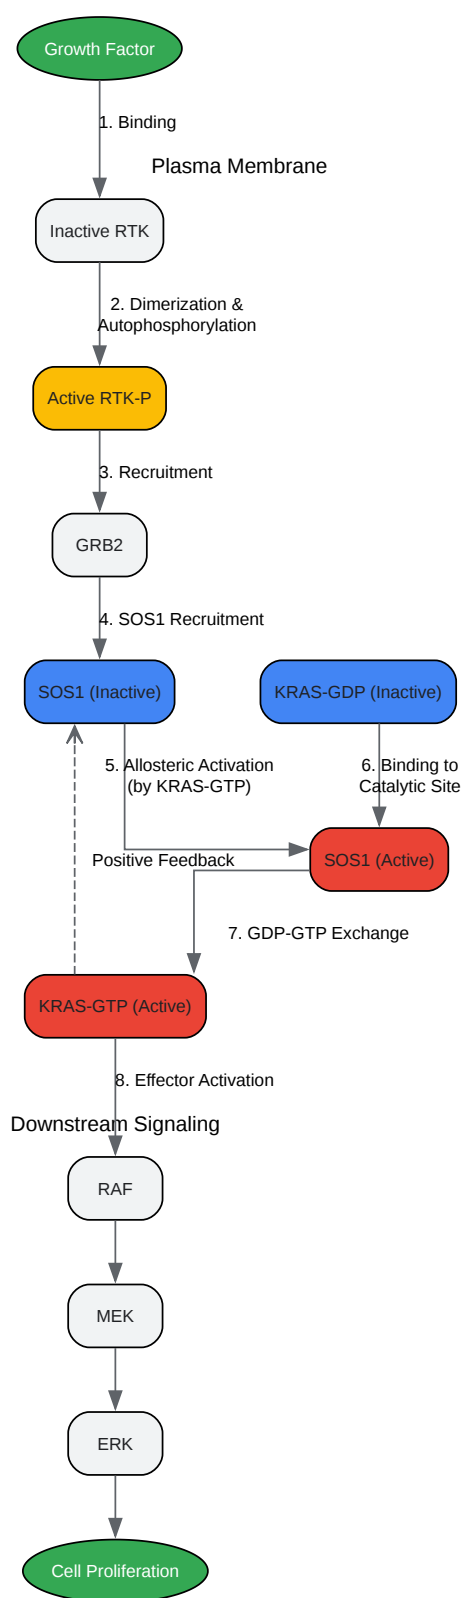 Growth Factor
1. Binding
Plasma Membrane
Inactive RTK
2. Dimerization &
Autophosphorylation
Active RTK-P
3. Recruitment
GRB2
4. SOS1 Recruitment
SOS1 (Inactive)
KRAS-GDP (Inactive)
5. Allosteric Activation
(by KRAS-GTP)
6. Binding to
Catalytic Site
SOS1 (Active)
Positive Feedback
7. GDP-GTP Exchange
KRAS-GTP (Active)
8. Effector Activation
Downstream Signaling
RAF
MEK
ERK
Cell Proliferation